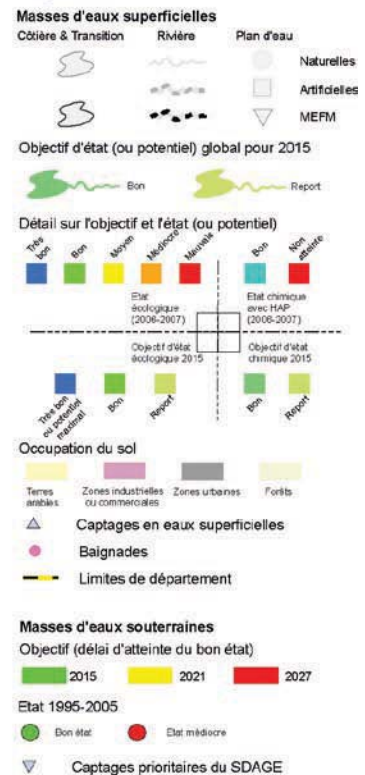 Masses d'eaux superficielles
Côtière & Transition Rivière Plan d'eau
Naturelles
Artificielles
MEFM
Objectif d'état (ou potentiel) global pour 2015
Bon Report
Détail sur l'objectif et l'état (ou potentiel)
Très bon Bon Moyen Médiocre Mauvais Bon Non atteinte
Etat écologique (2006-2007) Etat chimique avec HAP (2006-2007)
Objectif d'état écologique 2015 Objectif d'état chimique 2015
Très bon ou potentiel maximal Bon Report Bon Report
Occupation du sol
Terres arables Zones industrielles ou commerciales Zones urbaines Forêts
Captages en eaux superficielles
Baignades
Limites de département
Masses d'eaux souterraines
Objectif (délai d'atteinte du bon état)
2015 2021 2027
Etat 1995-2005
Bon état Etat médiocre
Captages prioritaires du SDAGE